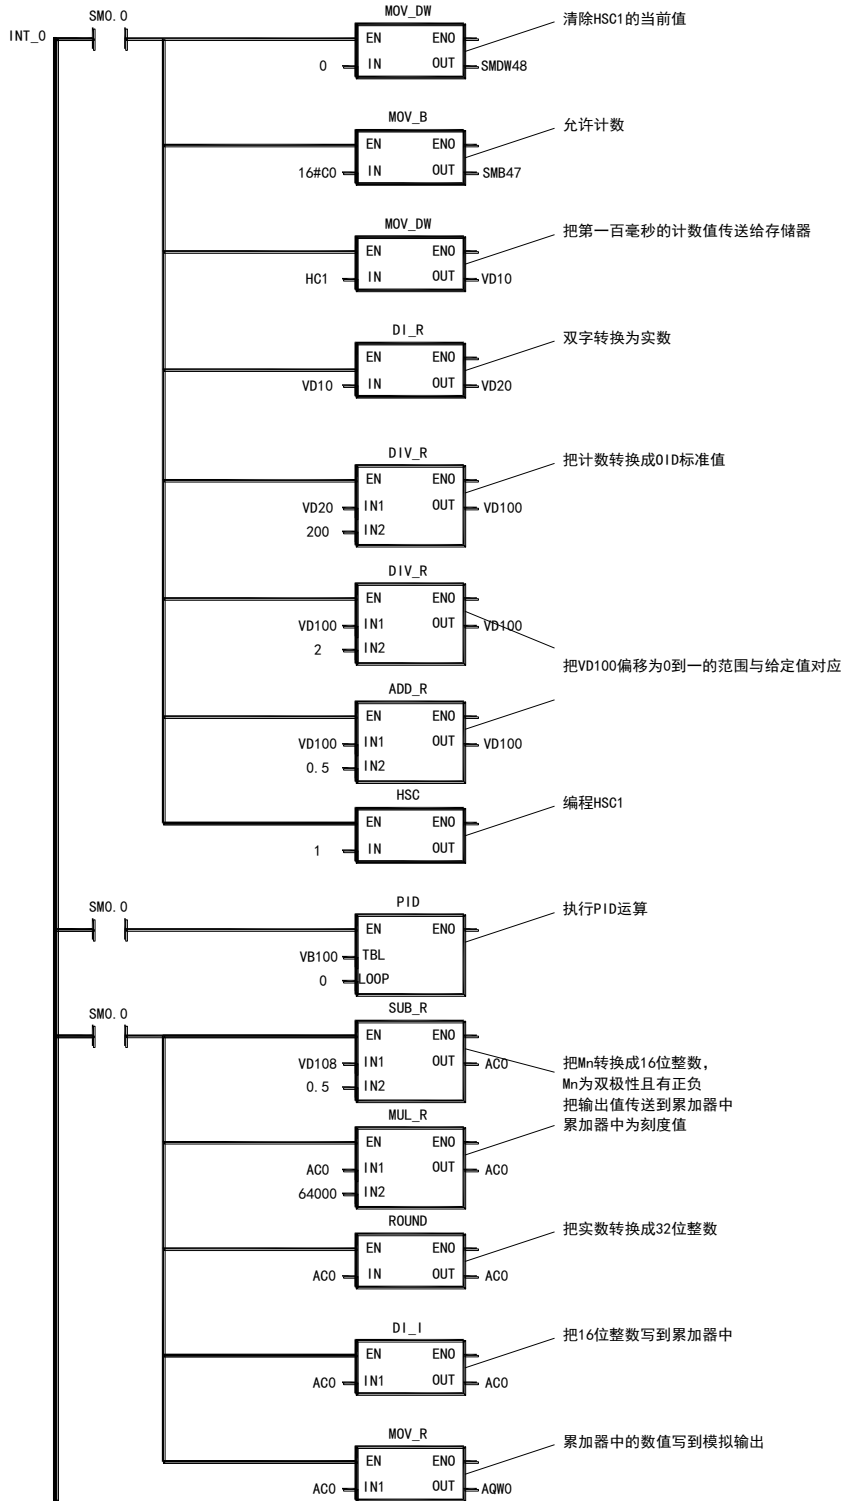 MOV_DW
清除HSC1的当前值
SM0.0
INT_0
EN ENO
0 IN OUT SMDW48
MOV_B
允许计数
EN ENO
16#C0 IN OUT SMB47
MOV_DW
把第一百毫秒的计数值传送给存储器
EN ENO
HC1 IN OUT VD10
DI_R
双字转换为实数
EN ENO
VD10 IN OUT VD20
DIV_R
把计数转换成OID标准值
EN ENO
VD20 IN1 OUT VD100
200 IN2
DIV_R
EN ENO
VD100 IN1 OUT VD100
2 IN2
把VD100偏移为0到一的范围与给定值对应
ADD_R
EN ENO
VD100 IN1 OUT VD100
0.5 IN2
HSC
编程HSC1
EN ENO
1 IN OUT
PID
执行PID运算
SM0.0
EN ENO
VB100 TBL
0 LOOP
SUB_R
SM0.0
EN ENO
VD108 IN1 OUT AC0
0.5 IN2
把Mn转换成16位整数，
Mn为双极性且有正负
把输出值传送到累加器中
累加器中为刻度值
MUL_R
EN ENO
AC0 IN1 OUT AC0
64000 IN2
ROUND
把实数转换成32位整数
EN ENO
AC0 IN OUT AC0
DI_I
把16位整数写到累加器中
EN ENO
AC0 IN1 OUT AC0
MOV_R
累加器中的数值写到模拟输出
EN ENO
AC0 IN1 OUT AQW0